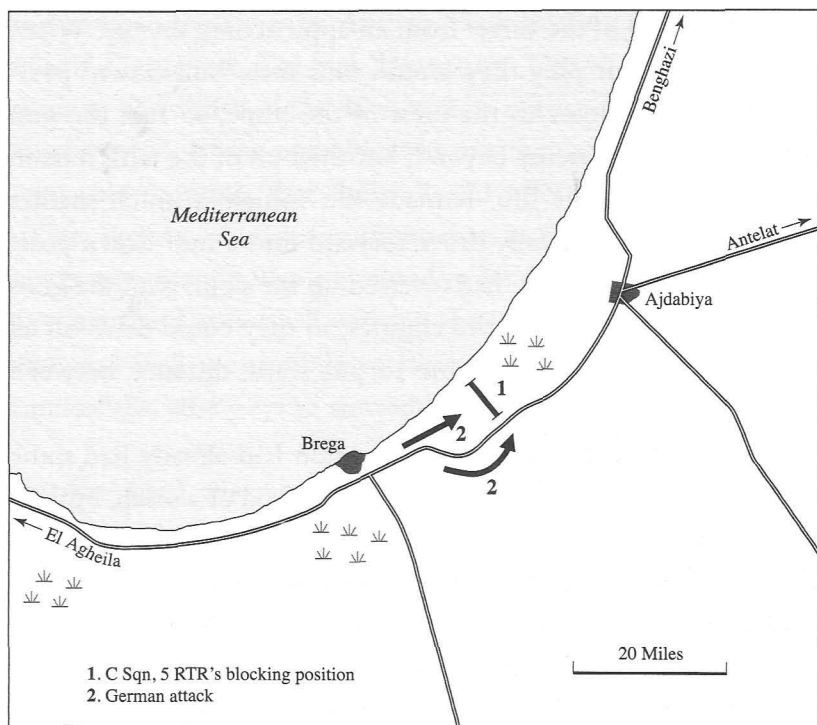 Benghazi
Mediterranean
Sea
Antelat
Ajdabiya
1
Brega
2
2
El Agheila
1. C Sqn, 5 RTR's blocking position
2. German attack
20 Miles